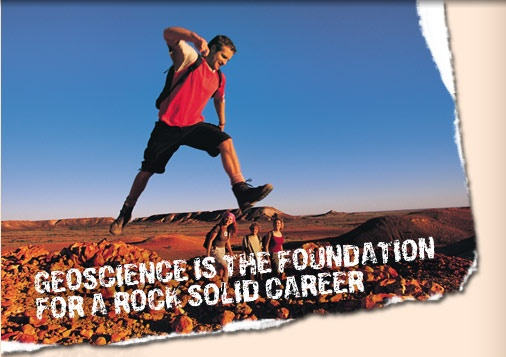 GEOSCIENCE IS THE FOUNDATION
FOR A ROCK SOLID CAREER